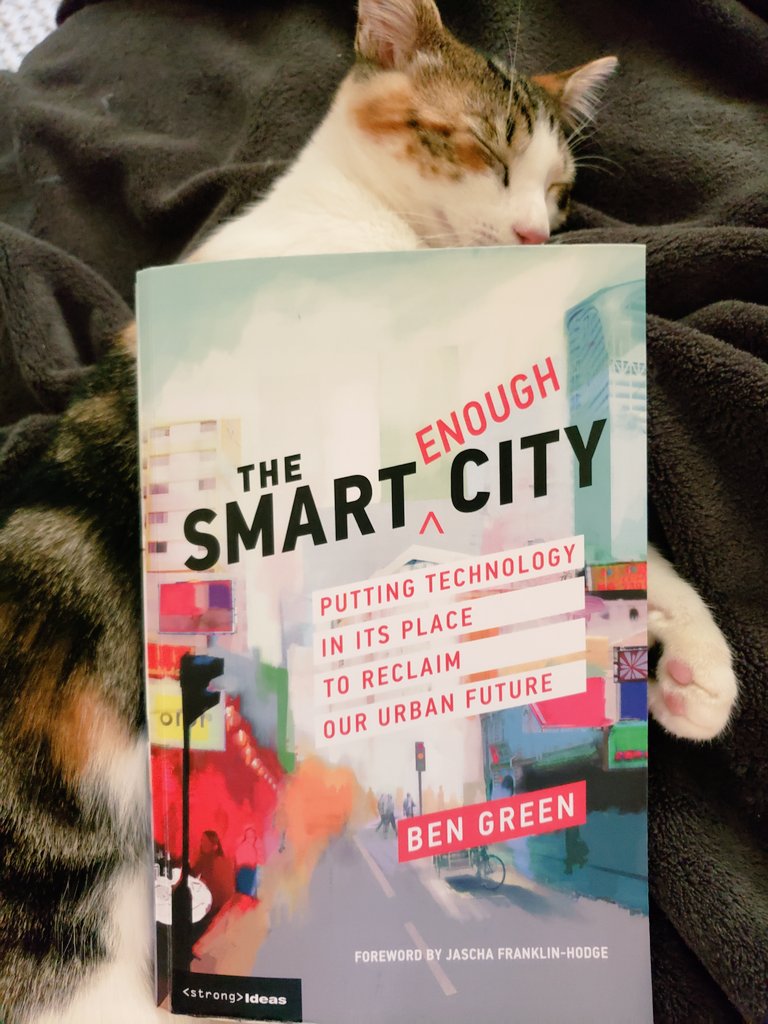 THE
ENOUGH
SMART ^ CITY
PUTTING TECHNOLOGY
IN ITS PLACE
TO RECLAIM
OUR URBAN FUTURE
BEN GREEN
FOREWORD BY JASCHA FRANKLIN-HODGE
<strong>Ideas